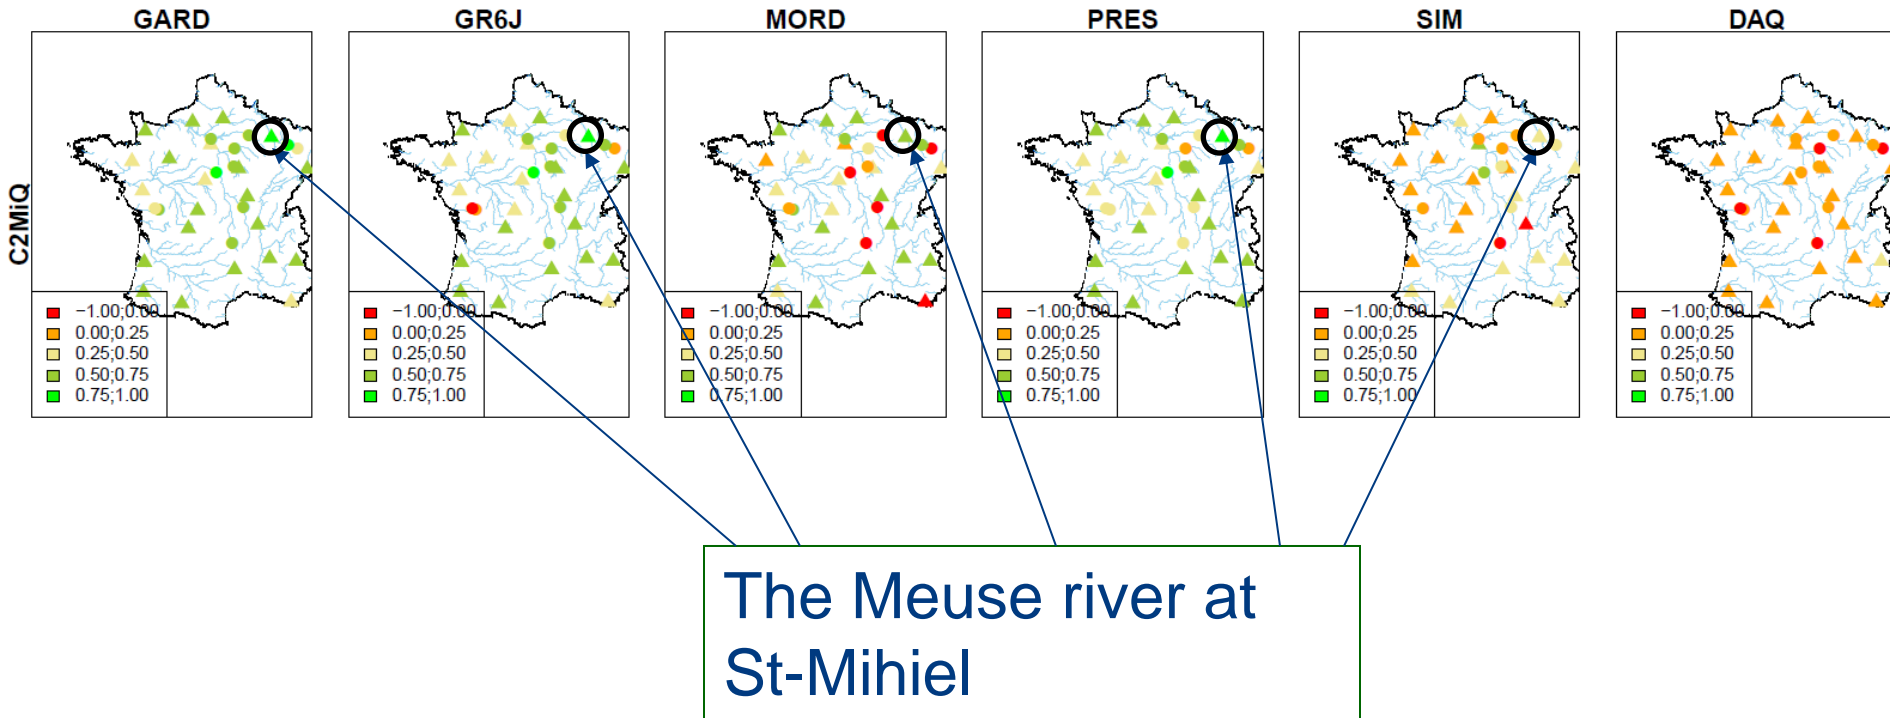 GARD GR6J MORD PRES SIM DAQ
C2MiQ
−1.00;0.00 −1.00;0.00 −1.00;0.00 −1.00;0.00 −1.00;0.00 −1.00;0.00
0.00;0.25 0.00;0.25 0.00;0.25 0.00;0.25 0.00;0.25 0.00;0.25
0.25;0.50 0.25;0.50 0.25;0.50 0.25;0.50 0.25;0.50 0.25;0.50
0.50;0.75 0.50;0.75 0.50;0.75 0.50;0.75 0.50;0.75 0.50;0.75
0.75;1.00 0.75;1.00 0.75;1.00 0.75;1.00 0.75;1.00 0.75;1.00
The Meuse river at
St-Mihiel